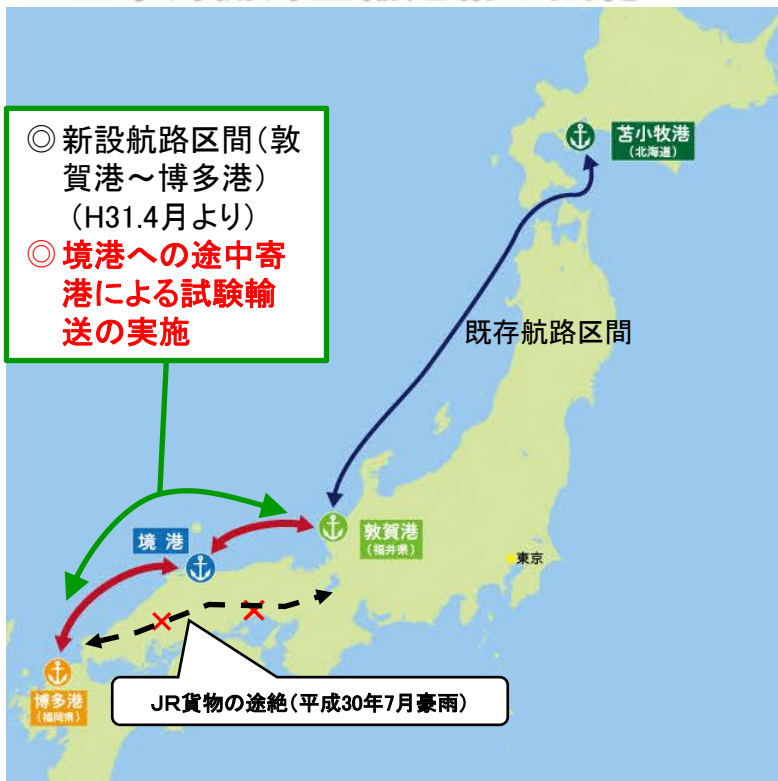 苫小牧港
(北海道)
◎新設航路区間(敦
賀港～博多港)
(H31.4月より)
◎境港への途中寄
港による試験輸
送の実施
既存航路区間
境 港
敦賀港
(福井県)
東京
博多港
(福岡県)
JR貨物の途絶(平成30年7月豪雨)